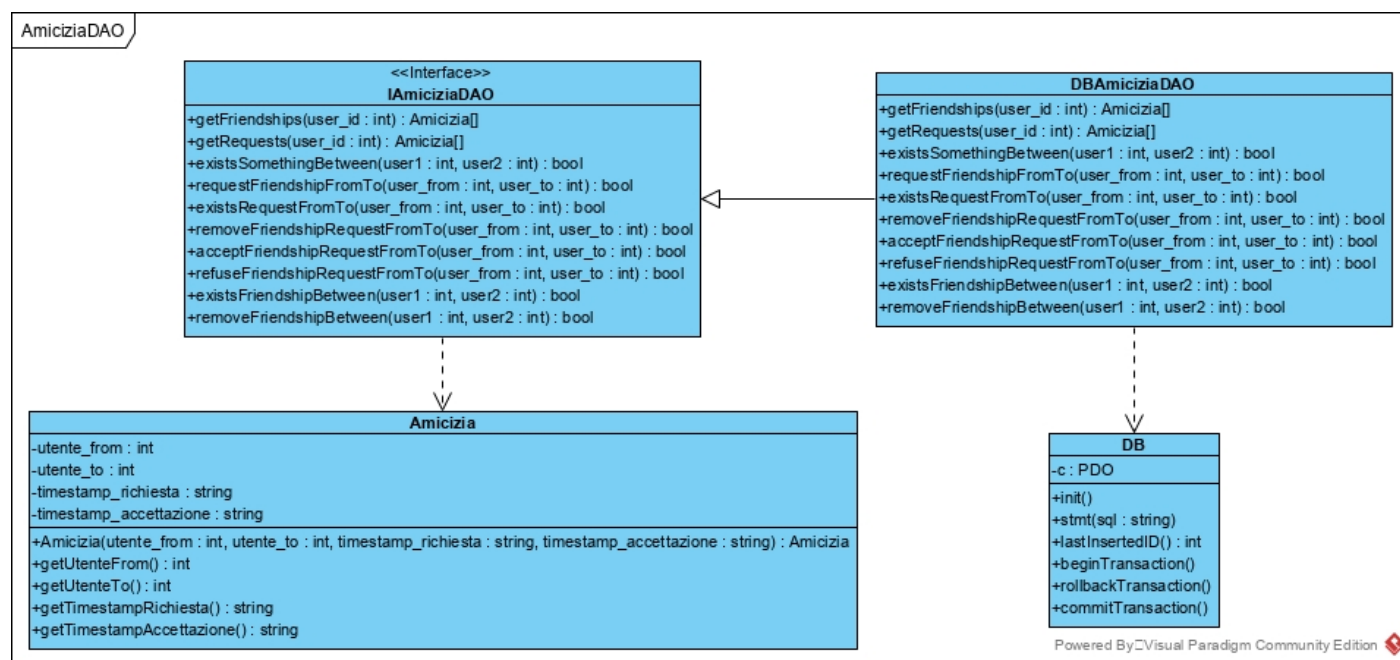 AmiciziaDAO
<<Interface>>
IAmiciziaDAO
+getFriendships(user_id : int) : Amicizia[]
+getRequests(user_id : int) : Amicizia[]
+existsSomethingBetween(user1 : int, user2 : int) : bool
+requestFriendshipFromTo(user_from : int, user_to : int) : bool
+existsRequestFromTo(user_from : int, user_to : int) : bool
+removeFriendshipRequestFromTo(user_from : int, user_to : int) : bool
+acceptFriendshipRequestFromTo(user_from : int, user_to : int) : bool
+refuseFriendshipRequestFromTo(user_from : int, user_to : int) : bool
+existsFriendshipBetween(user1 : int, user2 : int) : bool
+removeFriendshipBetween(user1 : int, user2 : int) : bool
DBAmiciziaDAO
+getFriendships(user_id : int) : Amicizia[]
+getRequests(user_id : int) : Amicizia[]
+existsSomethingBetween(user1 : int, user2 : int) : bool
+requestFriendshipFromTo(user_from : int, user_to : int) : bool
+existsRequestFromTo(user_from : int, user_to : int) : bool
+removeFriendshipRequestFromTo(user_from : int, user_to : int) : bool
+acceptFriendshipRequestFromTo(user_from : int, user_to : int) : bool
+refuseFriendshipRequestFromTo(user_from : int, user_to : int) : bool
+existsFriendshipBetween(user1 : int, user2 : int) : bool
+removeFriendshipBetween(user1 : int, user2 : int) : bool
Amicizia
-utente_from : int
-utente_to : int
-timestamp_richiesta : string
-timestamp_accettazione : string
+Amicizia(utente_from : int, utente_to : int, timestamp_richiesta : string, timestamp_accettazione : string) : Amicizia
+getUtenteFrom() : int
+getUtenteTo() : int
+getTimestampRichiesta() : string
+getTimestampAccettazione() : string
DB
-c : PDO
+init()
+stmt(sql : string)
+lastInsertedID() : int
+beginTransaction()
+rollbackTransaction()
+commitTransaction()
Powered By□Visual Paradigm Community Edition